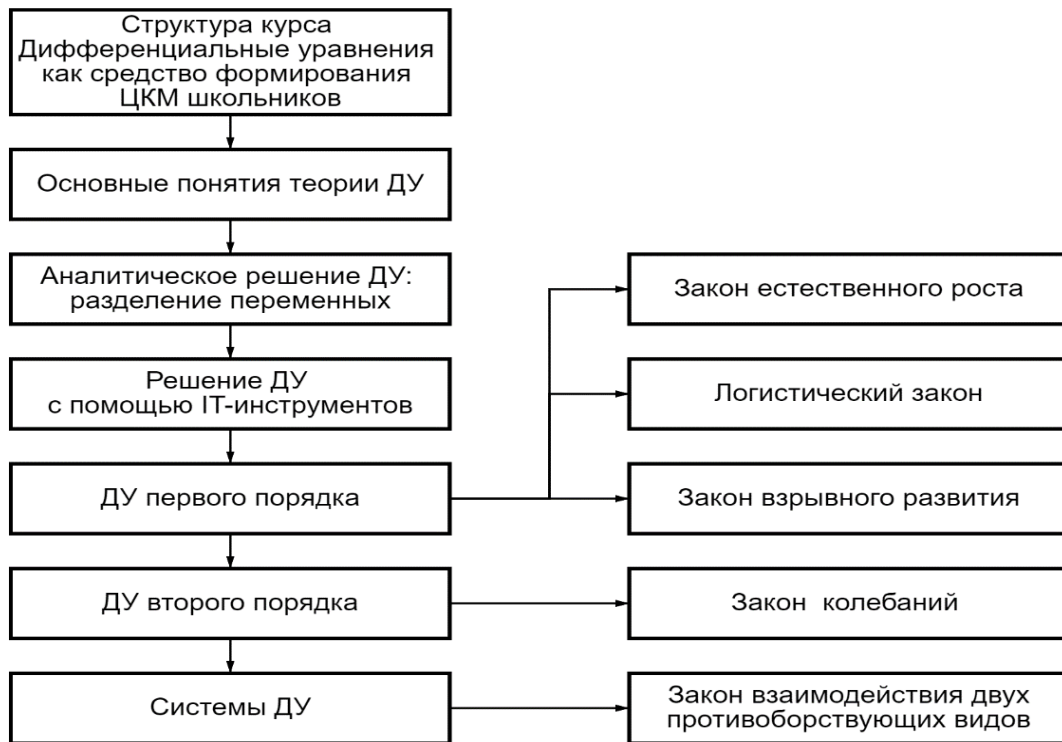 Структура курса
Дифференциальные уравнения
как средство формирования
ЦКМ школьников
Основные понятия теории ДУ
Аналитическое решение ДУ:
разделение переменных
Решение ДУ
с помощью IT-инструментов
ДУ первого порядка
ДУ второго порядка
Системы ДУ
Закон естественного роста
Логистический закон
Закон взрывного развития
Закон колебаний
Закон взаимодействия двух
противоборствующих видов